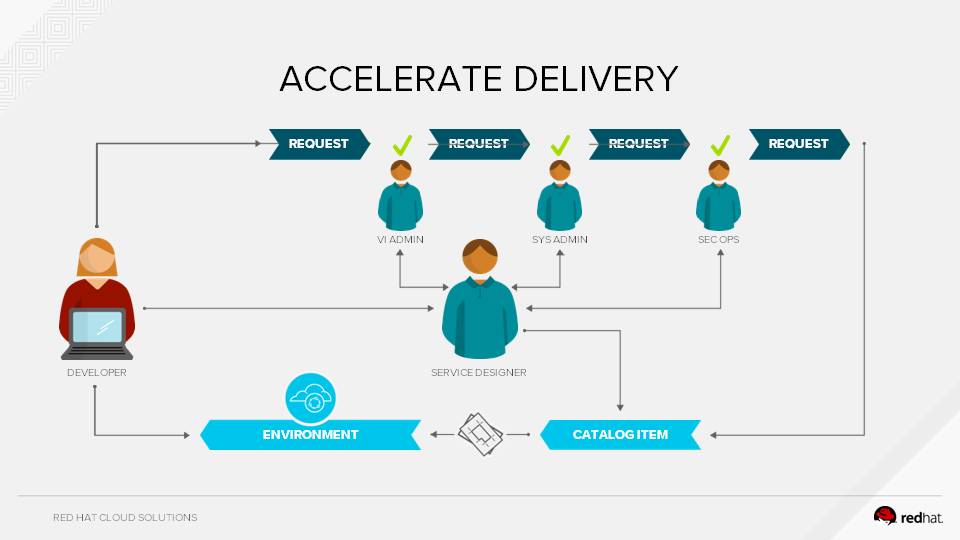 ACCELERATE DELIVERY
REQUEST
REQUEST
REQUEST
REQUEST
VI ADMIN
SYS ADMIN
SEC OPS
DEVELOPER
SERVICE DESIGNER
ENVIRONMENT
CATALOG ITEM
RED HAT CLOUD SOLUTIONS
redhat.